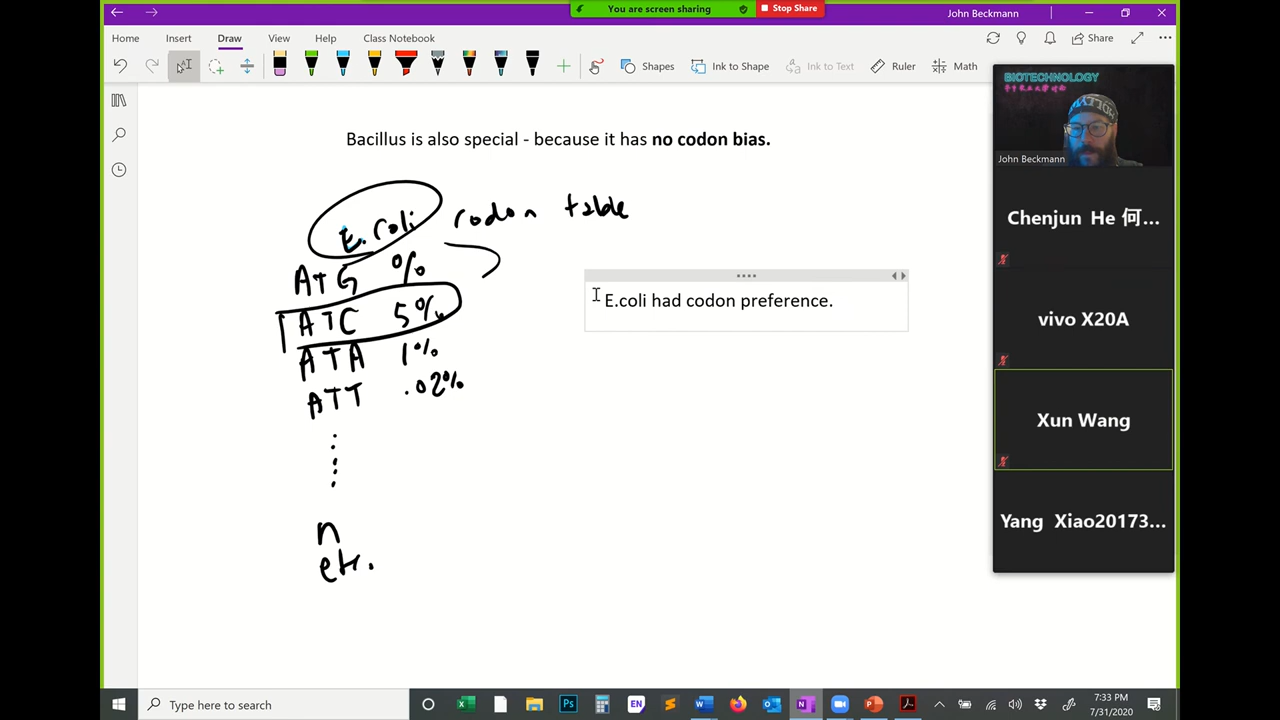 You are screen sharing
Stop Share
John Beckmann
Home Insert Draw View Help Class Notebook
Share
Shapes Ink to Shape Ink to Text Ruler Math
BIOTECHNOLOGY
John Beckmann
Bacillus is also special - because it has no codon bias.
E.coli codon table
ATG %
ATC 5%
ATA 1%
ATT .02%
n
etc.
E.coli had codon preference.
Chenjun He 何...
vivo X20A
Xun Wang
Yang Xiao20173...
Type here to search
EN
7:33 PM
7/31/2020